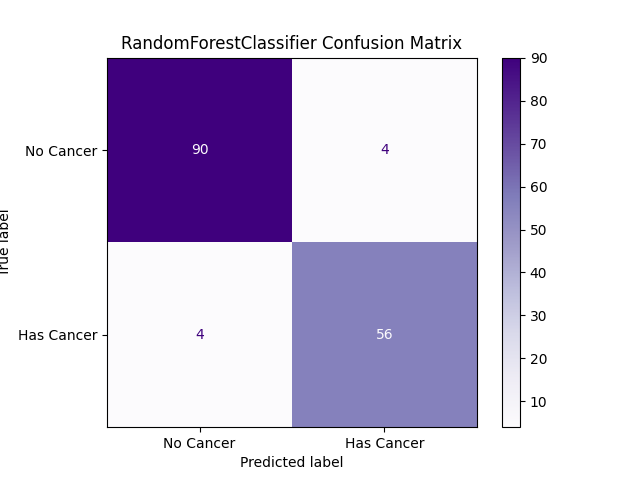 RandomForestClassifier Confusion Matrix
No Cancer
Has Cancer
True label
90
4
4
56
No Cancer
Has Cancer
Predicted label
90
80
70
60
50
40
30
20
10